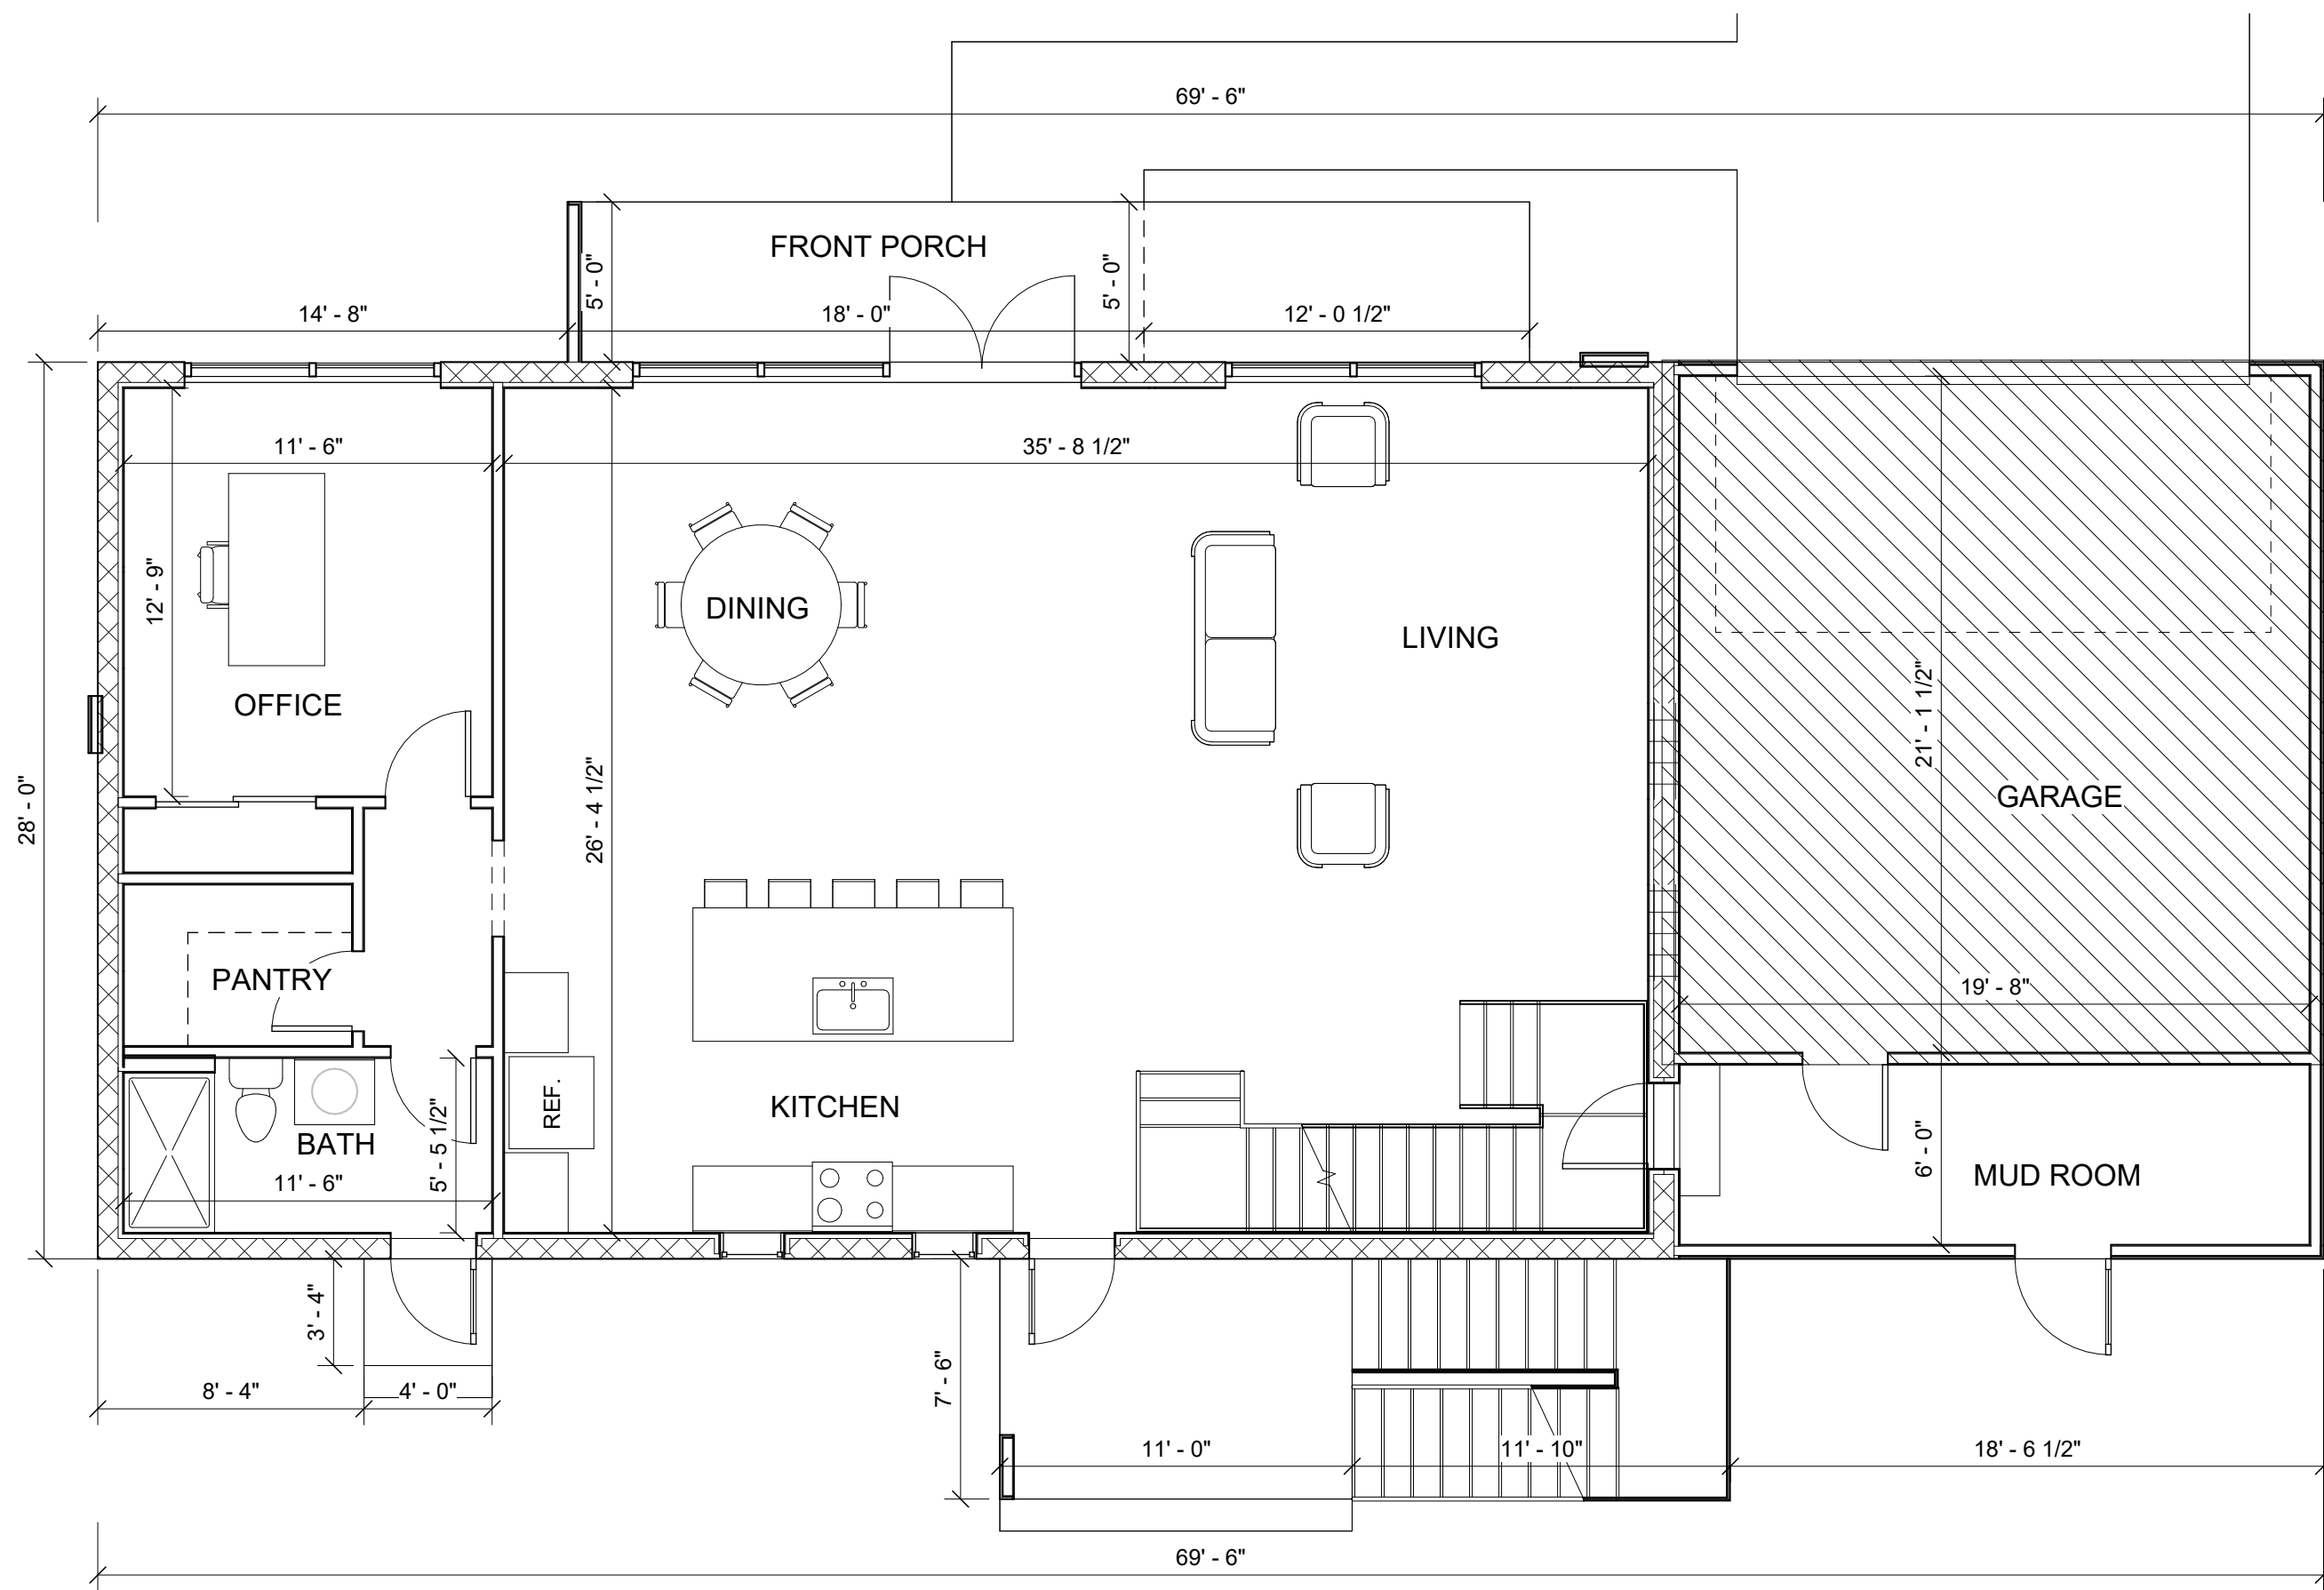 69' - 6"
FRONT PORCH
5' - 0"
5' - 0"
14' - 8"
18' - 0"
12' - 0 1/2"
11' - 6"
35' - 8 1/2"
12' - 9"
DINING
LIVING
OFFICE
21' - 1 1/2"
28' - 0"
26' - 4 1/2"
GARAGE
PANTRY
19' - 8"
REF.
KITCHEN
BATH
5' - 5 1/2"
6' - 0"
MUD ROOM
11' - 6"
3' - 4"
7' - 6"
8' - 4"
4' - 0"
11' - 0"
11' - 10"
18' - 6 1/2"
69' - 6"